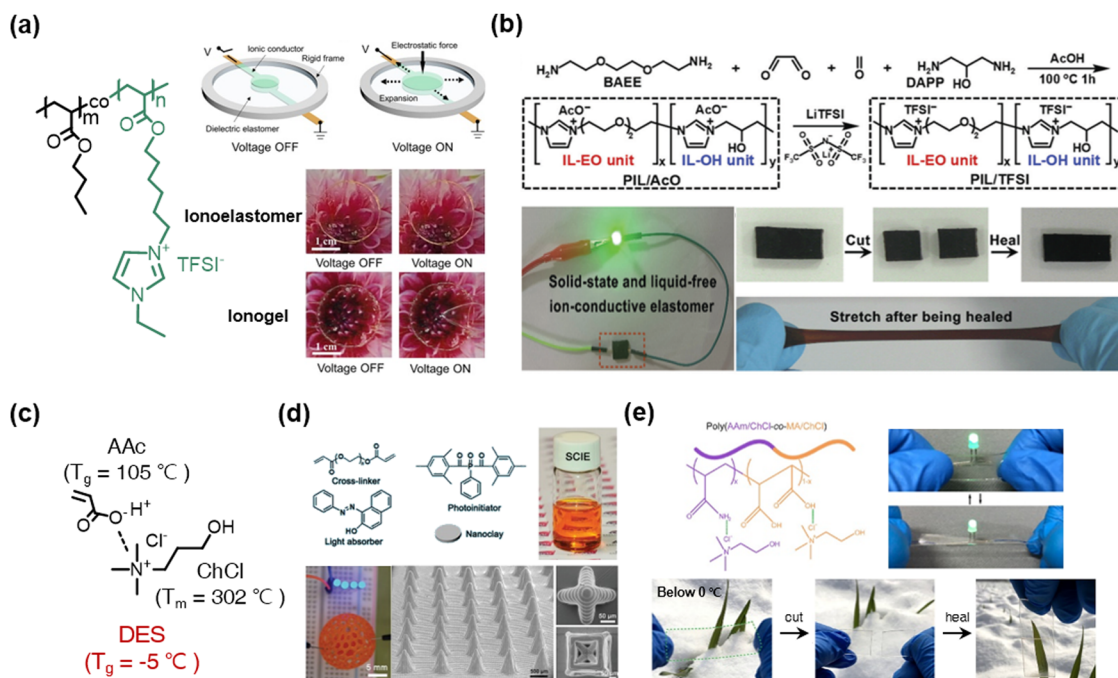 (a)
co
m
n
TFSI⁻
V
Ionic conductor
Rigid frame
Dielectric elastomer
Voltage OFF
V
Electrostatic force
Expansion
Voltage ON
Ionoelastomer
1 cm
Voltage OFF
Voltage ON
Ionogel
1 cm
Voltage OFF
Voltage ON
(b)
H₂N
O
O
NH₂
BAEE
+
O
O
+
O
+
H₂N
NH₂
HO
DAPP
AcOH
100 °C 1h
AcO⁻
AcO⁻
IL-EO unit
x
IL-OH unit
y
PIL/AcO
LiTFSI
TFSI⁻
TFSI⁻
IL-EO unit
x
IL-OH unit
y
PIL/TFSI
Solid-state and liquid-free
ion-conductive elastomer
Cut
Heal
Stretch after being healed
(c)
AAc
(Tg = 105 ℃)
O
O
H⁺
Cl⁻
N⁺
OH
ChCl
(Tm = 302 ℃)
DES
(Tg = -5 ℃)
(d)
Cross-linker
Photoinitiator
Light absorber
Nanoclay
SCIE
5 mm
(e)
Poly(AAm/ChCl-co-MA/ChCl)
Below 0 ℃
cut
heal